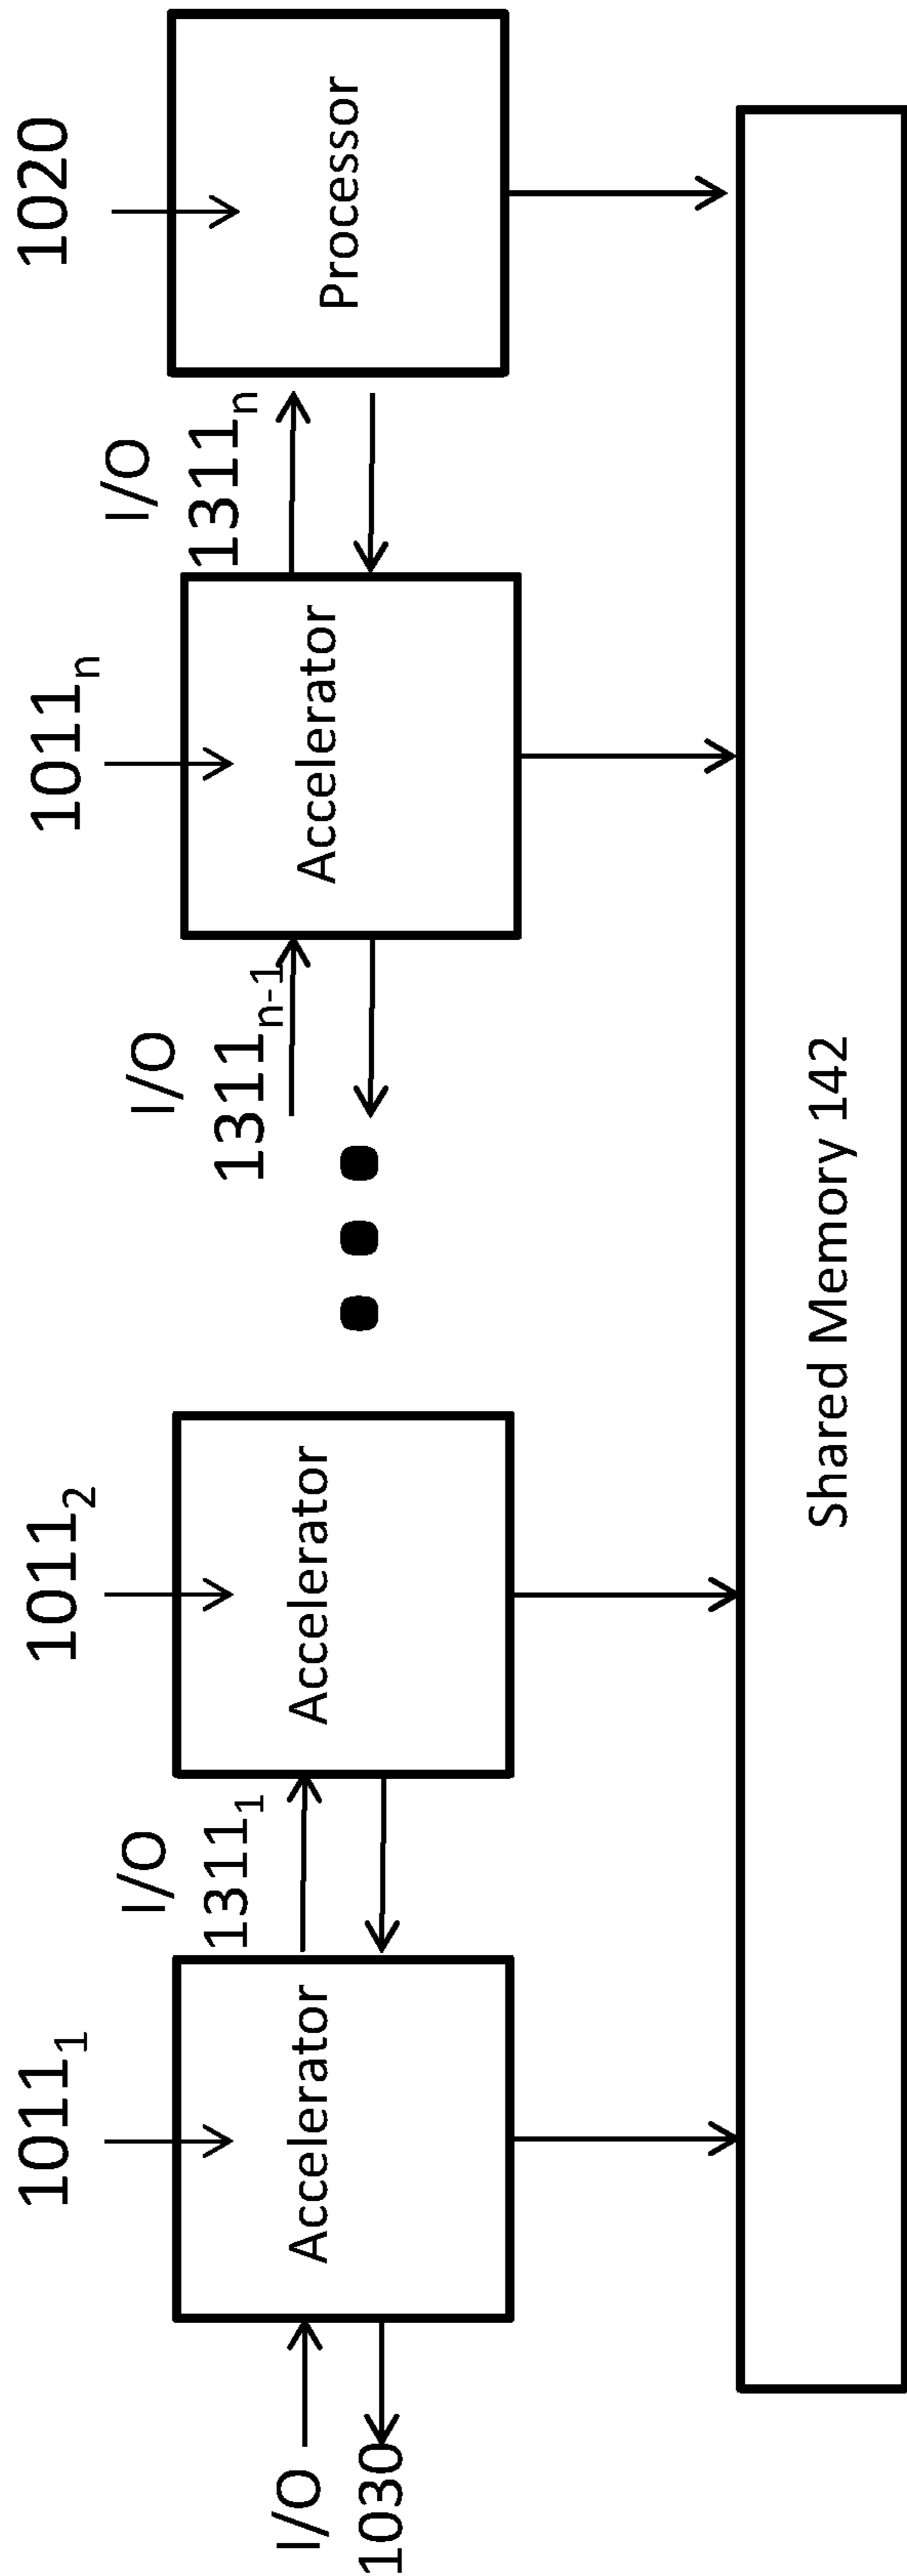 1011₁
1011₂
1011ₙ
1020
I/O
1311₁
I/O
1311ₙ₋₁
I/O
1311ₙ
I/O
1030
Accelerator
Accelerator
Accelerator
Processor
Shared Memory 142